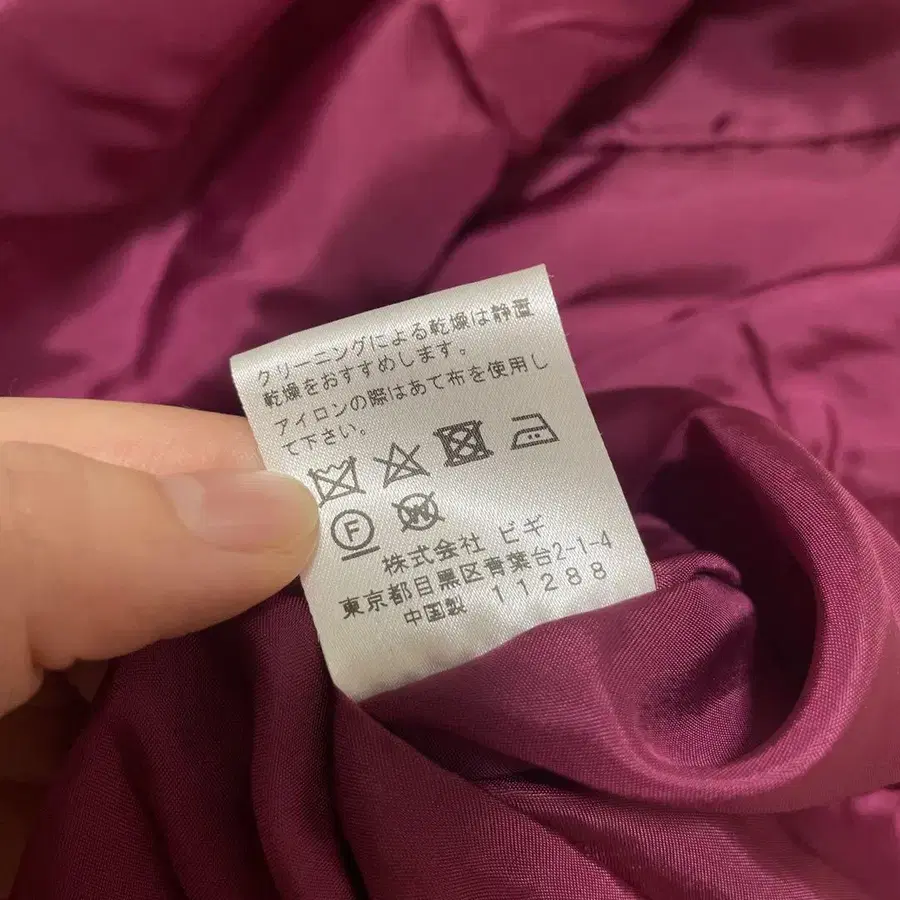 クリーニングによる乾燥は静置
乾燥をおすすめします。
アイロンの際はあて布を使用し
て下さい。
F W
株式会社 ビギ
東京都目黒区青葉台2-1-4
中国製 11288